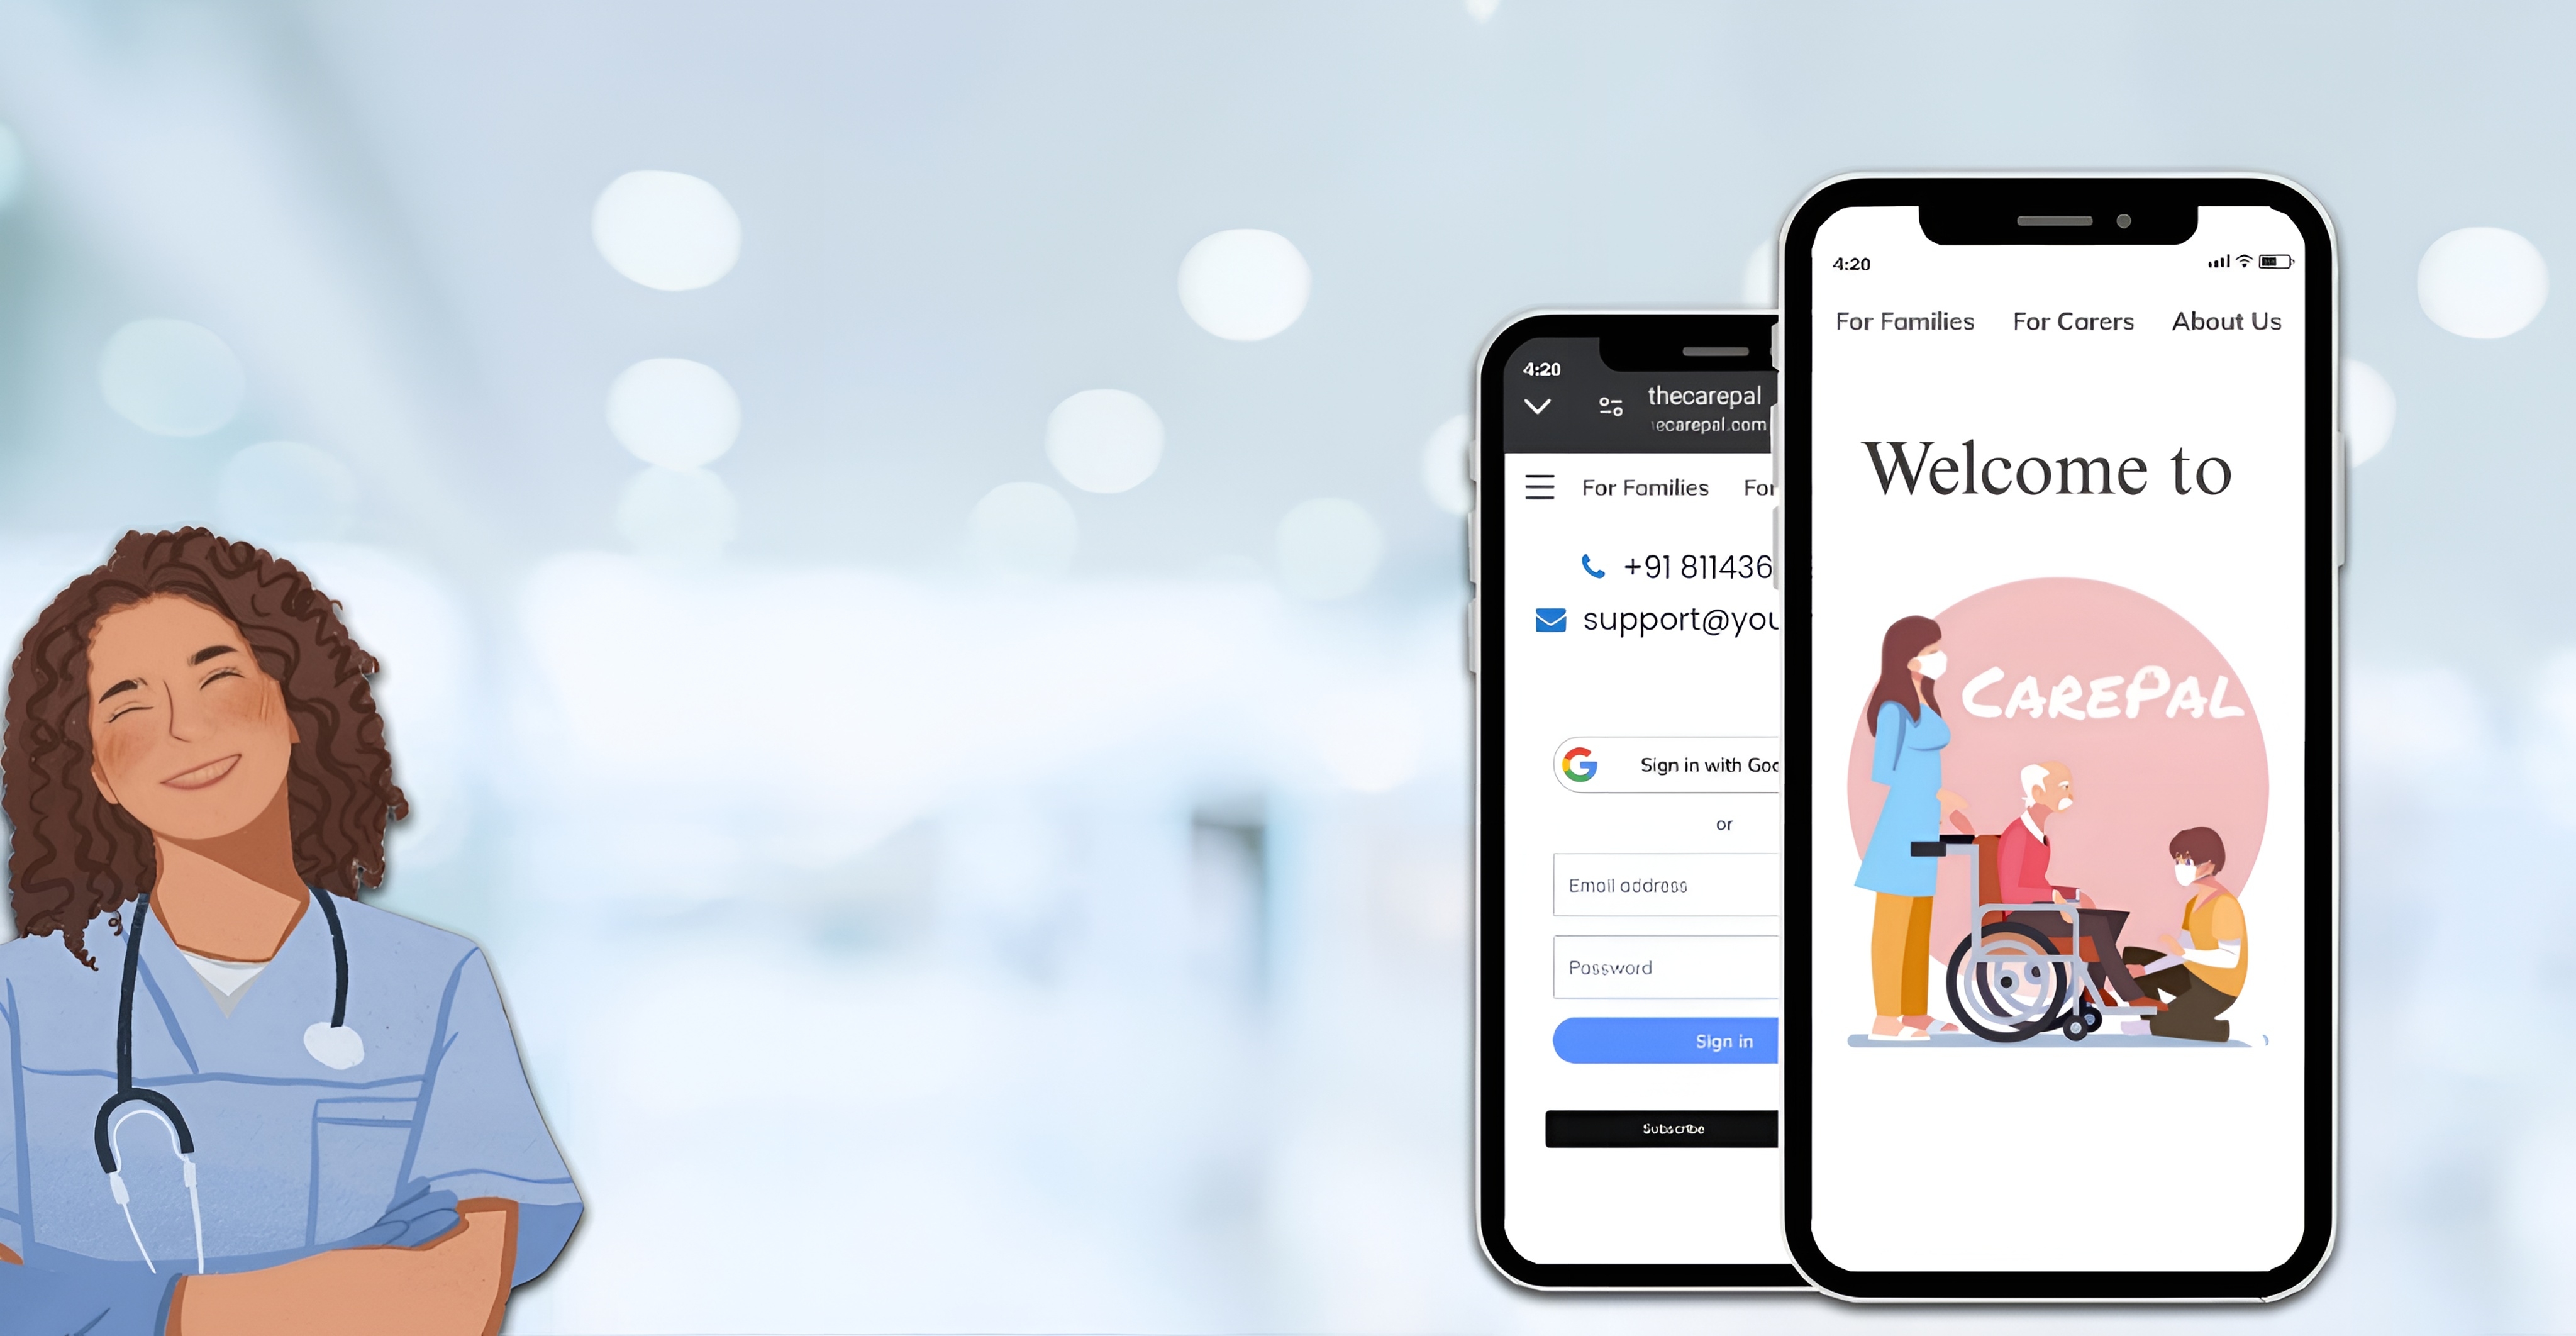 4:20
thecarepal
ecarepal.com
For Families For
+91 811436
support@you
Sign in with Goo
or
Email address
Password
Sign in
Subscribe
4:20
For Families For Carers About Us
Welcome to
CAREPAL